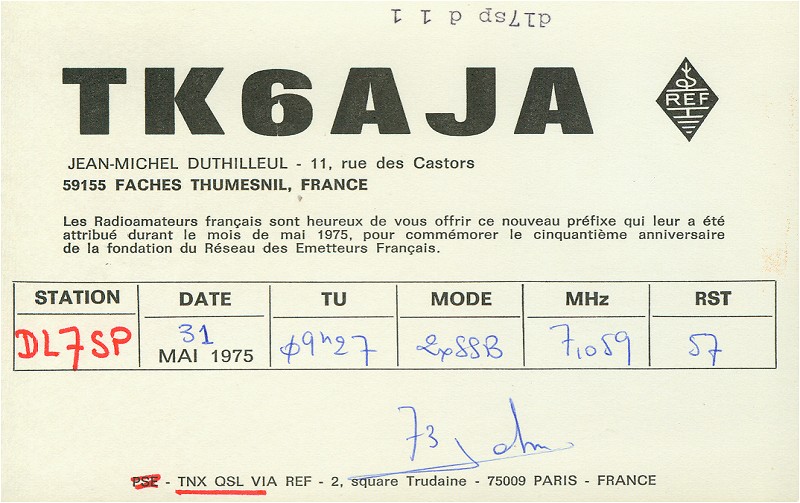 dl7sp d 1 1
TK6AJA
REF
JEAN-MICHEL DUTHILLEUL - 11, rue des Castors
59155 FACHES THUMESNIL, FRANCE
Les Radioamateurs français sont heureux de vous offrir ce nouveau préfixe qui leur a été
attribué durant le mois de mai 1975, pour commémorer le cinquantième anniversaire
de la fondation du Réseau des Emetteurs Français.
STATION DATE TU MODE MHz RST
DL7SP 31 MAI 1975 09h27 2xSSB 7,059 57
73
PSE - TNX QSL VIA REF - 2, square Trudaine - 75009 PARIS - FRANCE